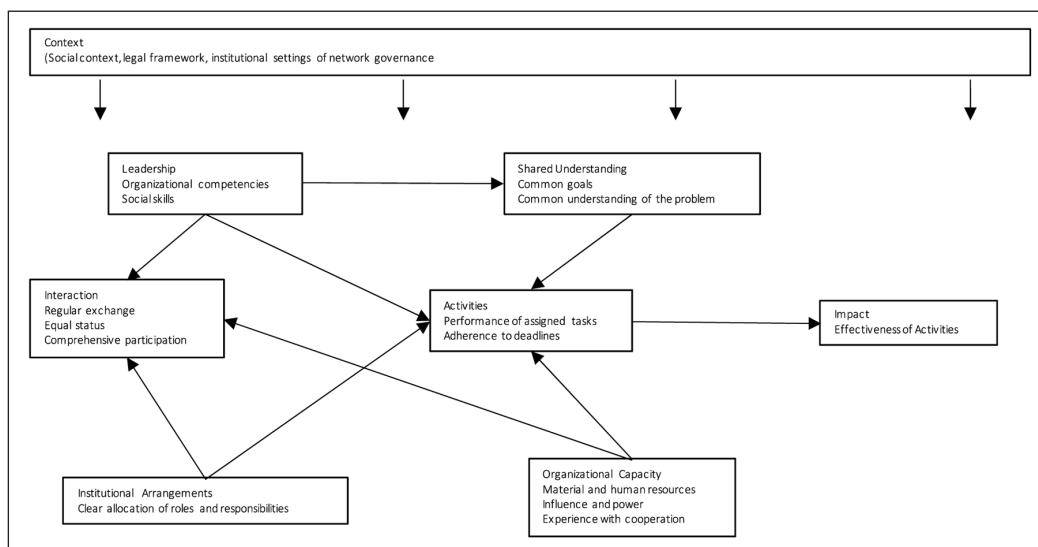 Context
(Social context, legal framework, institutional settings of network governance
Leadership
Organizational competencies
Social skills
Shared Understanding
Common goals
Common understanding of the problem
Interaction
Regular exchange
Equal status
Comprehensive participation
Activities
Performance of assigned tasks
Adherence to deadlines
Impact
Effectiveness of Activities
Institutional Arrangements
Clear allocation of roles and responsibilities
Organizational Capacity
Material and human resources
Influence and power
Experience with cooperation